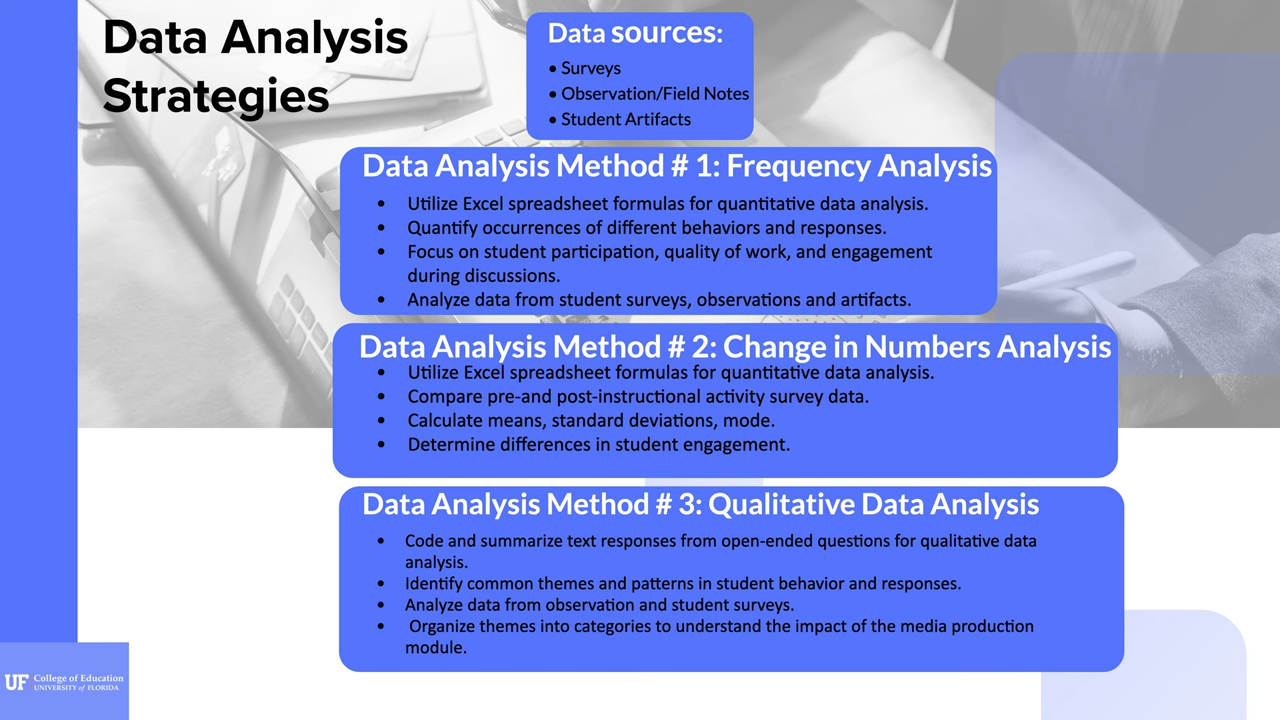 Data Analysis
Strategies
Data sources:
• Surveys
• Observation/Field Notes
• Student Artifacts
Data Analysis Method # 1: Frequency Analysis
• Utilize Excel spreadsheet formulas for quantitative data analysis.
• Quantify occurrences of different behaviors and responses.
• Focus on student participation, quality of work, and engagement
during discussions.
• Analyze data from student surveys, observations and artifacts.
Data Analysis Method # 2: Change in Numbers Analysis
• Utilize Excel spreadsheet formulas for quantitative data analysis.
• Compare pre-and post-instructional activity survey data.
• Calculate means, standard deviations, mode.
• Determine differences in student engagement.
Data Analysis Method # 3: Qualitative Data Analysis
• Code and summarize text responses from open-ended questions for qualitative data
analysis.
• Identify common themes and patterns in student behavior and responses.
• Analyze data from observation and student surveys.
• Organize themes into categories to understand the impact of the media production
module.
UF College of Education
UNIVERSITY of FLORIDA